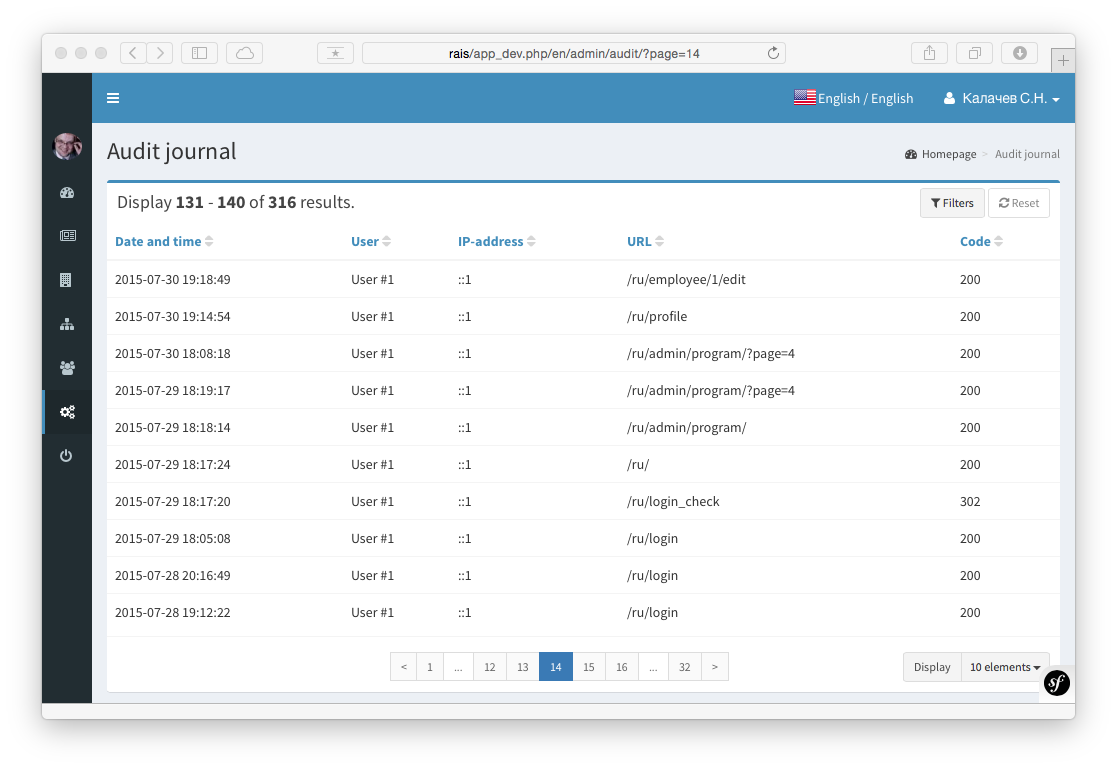 rais/app_dev.php/en/admin/audit/?page=14
English / English Калачев С.Н.
Audit journal
Homepage > Audit journal
Display 131 - 140 of 316 results.
Filters Reset
Date and time User IP-address URL Code
2015-07-30 19:18:49 User #1 ::1 /ru/employee/1/edit 200
2015-07-30 19:14:54 User #1 ::1 /ru/profile 200
2015-07-30 18:08:18 User #1 ::1 /ru/admin/program/?page=4 200
2015-07-29 18:19:17 User #1 ::1 /ru/admin/program/?page=4 200
2015-07-29 18:18:14 User #1 ::1 /ru/admin/program/ 200
2015-07-29 18:17:24 User #1 ::1 /ru/ 200
2015-07-29 18:17:20 User #1 ::1 /ru/login_check 302
2015-07-29 18:05:08 User #1 ::1 /ru/login 200
2015-07-28 20:16:49 User #1 ::1 /ru/login 200
2015-07-28 19:12:22 User #1 ::1 /ru/login 200
< 1 ... 12 13 14 15 16 ... 32 >
Display 10 elements
sf